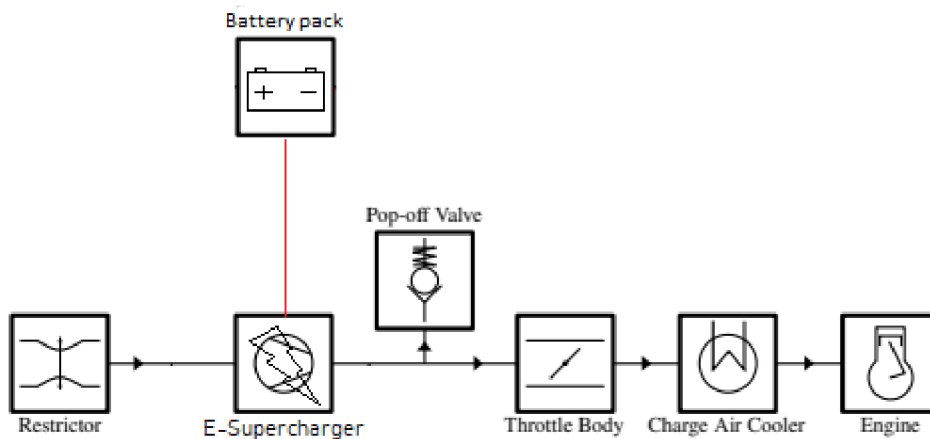 Battery pack
+ −
Pop-off Valve
Restrictor
E-Supercharger
Throttle Body
Charge Air Cooler
Engine